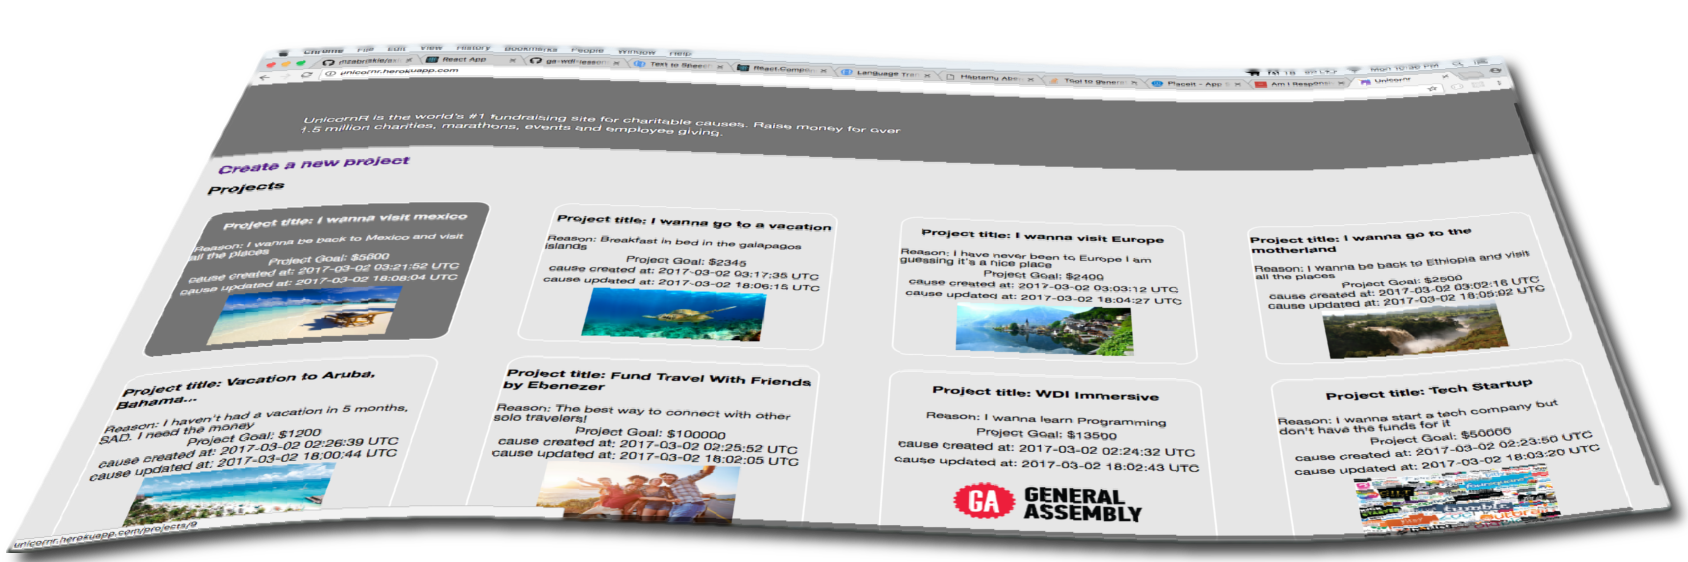 Chrome File Edit View History Bookmarks People Window Help
React App
Text to Speech
Language Tran
Habtamu Abe
Tool to genera
Placeit - App S
Am I Responsi
Unicornr
unicornr.herokuapp.com
UnicornR is the world's #1 fundraising site for charitable causes. Raise money for over
1.5 million charities, marathons, events and employee giving.
Create a new project
Projects
Project title: I wanna visit mexico
Reason: I wanna be back to Mexico and visit
all the places
Project Goal: $5600
cause created at: 2017-03-02 03:21:52 UTC
cause updated at: 2017-03-02 18:08:04 UTC
Project title: I wanna go to a vacation
Reason: Breakfast in bed in the galapagos
islands
Project Goal: $2345
cause created at: 2017-03-02 03:17:35 UTC
cause updated at: 2017-03-02 18:06:15 UTC
Project title: I wanna visit Europe
Reason: I have never been to Europe I am
guessing it's a nice place
Project Goal: $2400
cause created at: 2017-03-02 03:03:12 UTC
cause updated at: 2017-03-02 18:04:27 UTC
Project title: I wanna go to the
motherland
Reason: I wanna be back to Ethiopia and visit
all the places
Project Goal: $2500
cause created at: 2017-03-02 03:02:16 UTC
cause updated at: 2017-03-02 18:05:02 UTC
Project title: Vacation to Aruba,
Bahama...
Reason: I haven't had a vacation in 5 months,
SAD. I need the money
Project Goal: $1200
cause created at: 2017-03-02 02:26:39 UTC
cause updated at: 2017-03-02 18:00:44 UTC
Project title: Fund Travel With Friends
by Ebenezer
Reason: The best way to connect with other
solo travelers!
Project Goal: $100000
cause created at: 2017-03-02 02:25:52 UTC
cause updated at: 2017-03-02 18:02:05 UTC
Project title: WDI Immersive
Reason: I wanna learn Programming
Project Goal: $13500
cause created at: 2017-03-02 02:24:32 UTC
cause updated at: 2017-03-02 18:02:43 UTC
GA GENERAL
ASSEMBLY
Project title: Tech Startup
Reason: I wanna start a tech company but
don't have the funds for it
Project Goal: $50000
cause created at: 2017-03-02 02:23:50 UTC
cause updated at: 2017-03-02 18:03:20 UTC
foursquare
tumblr
unicornr.herokuapp.com/projects/9